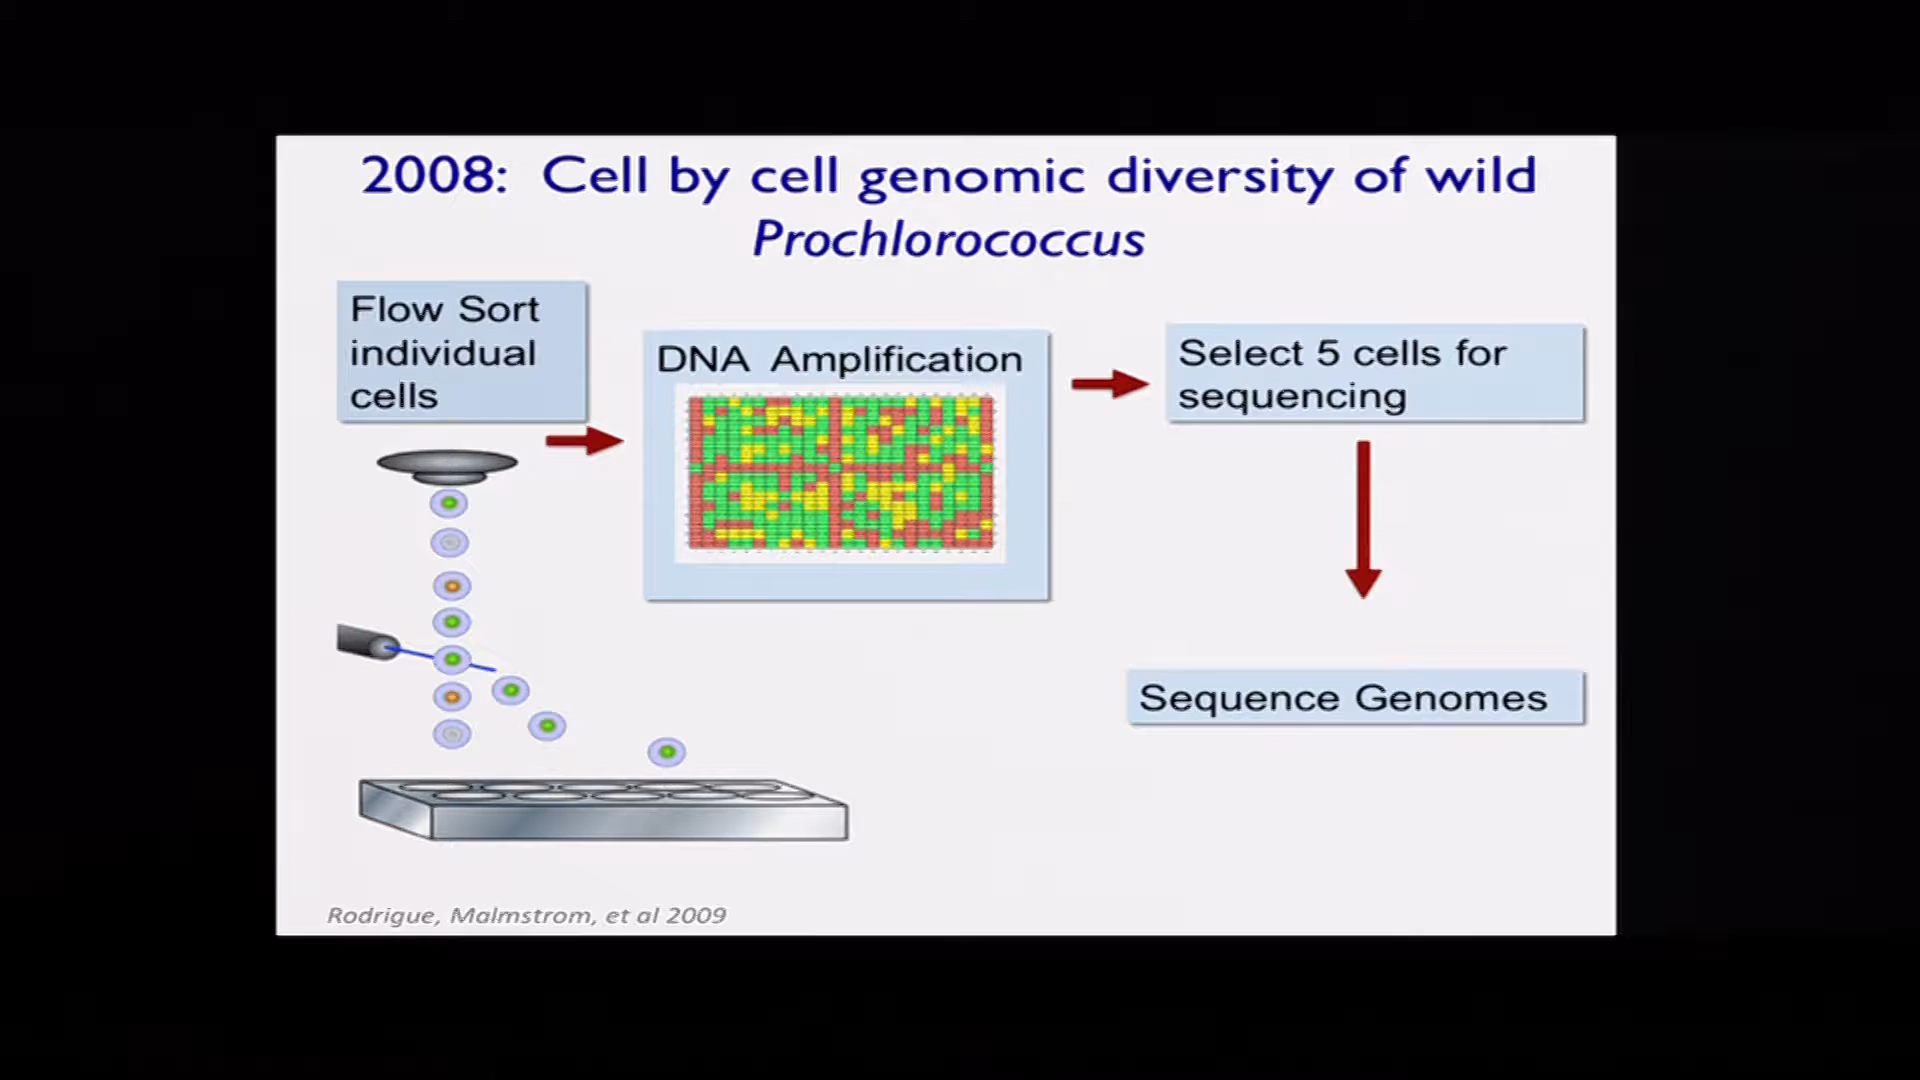 2008: Cell by cell genomic diversity of wild
Prochlorococcus
Flow Sort
individual
cells
DNA Amplification
Select 5 cells for
sequencing
Sequence Genomes
Rodrigue, Malmstrom, et al 2009